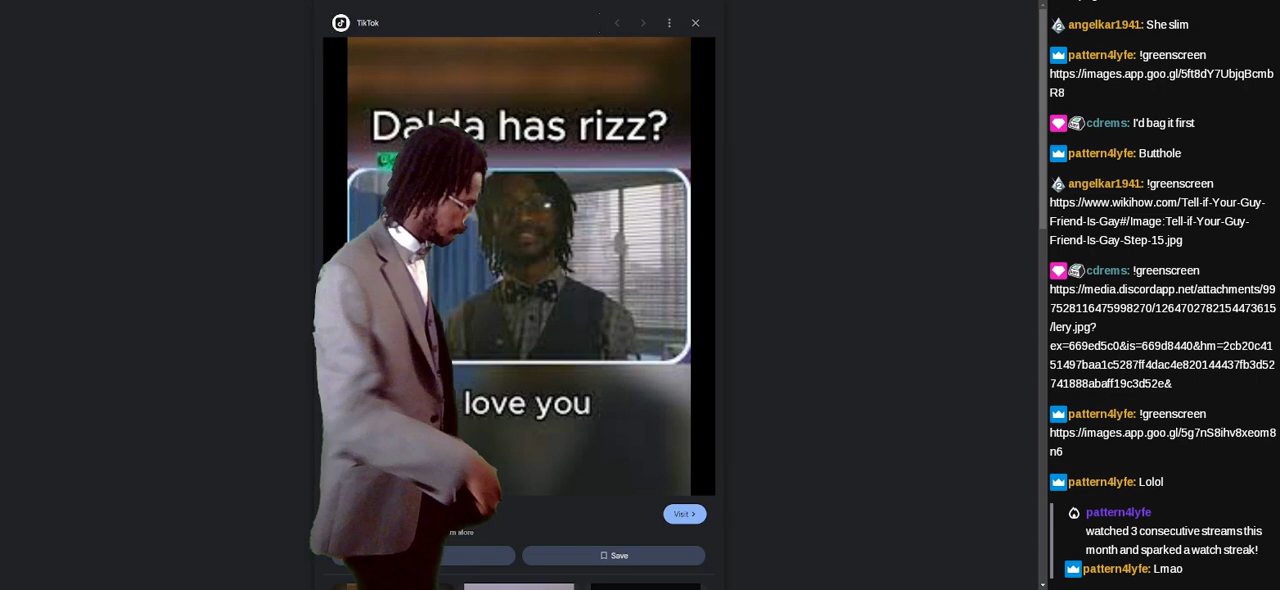 TikTok
Da da has rizz?
love you
Visit >
m afore
Save
angelkar1941: She slim
pattern4lyfe: !greenscreen
https://images.app.goo.gl/5ft8dY7UbjqBcmb
R8
cdrems: I'd bag it first
pattern4lyfe: Butthole
angelkar1941: !greenscreen
https://www.wikihow.com/Tell-if-Your-Guy-
Friend-Is-Gay#/Image:Tell-if-Your-Guy-
Friend-Is-Gay-Step-15.jpg
cdrems: !greenscreen
https://media.discordapp.net/attachments/99
7528116475998270/1264702782154473615
/lery.jpg?
ex=669ed5c0&is=669d8440&hm=2cb20c41
51497baa1c5287ff4dac4e820144437fb3d52
741888abaff19c3d52e&
pattern4lyfe: !greenscreen
https://images.app.goo.gl/5g7nS8ihv8xeom8
n6
pattern4lyfe: Lolol
pattern4lyfe
watched 3 consecutive streams this
month and sparked a watch streak!
pattern4lyfe: Lmao